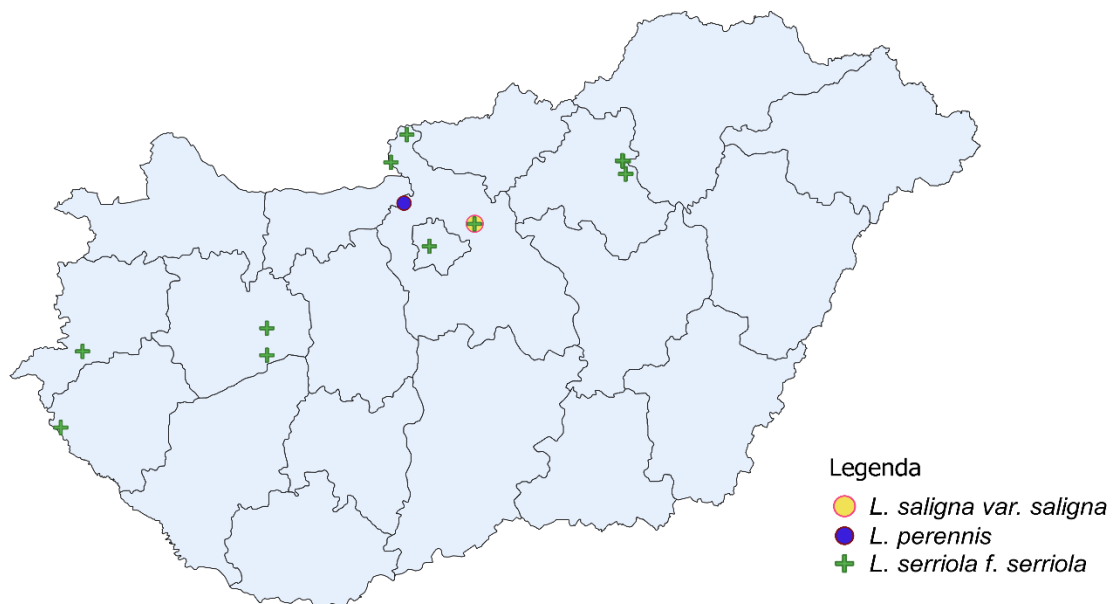 Legenda
L. saligna var. saligna
L. perennis
L. serriola f. serriola